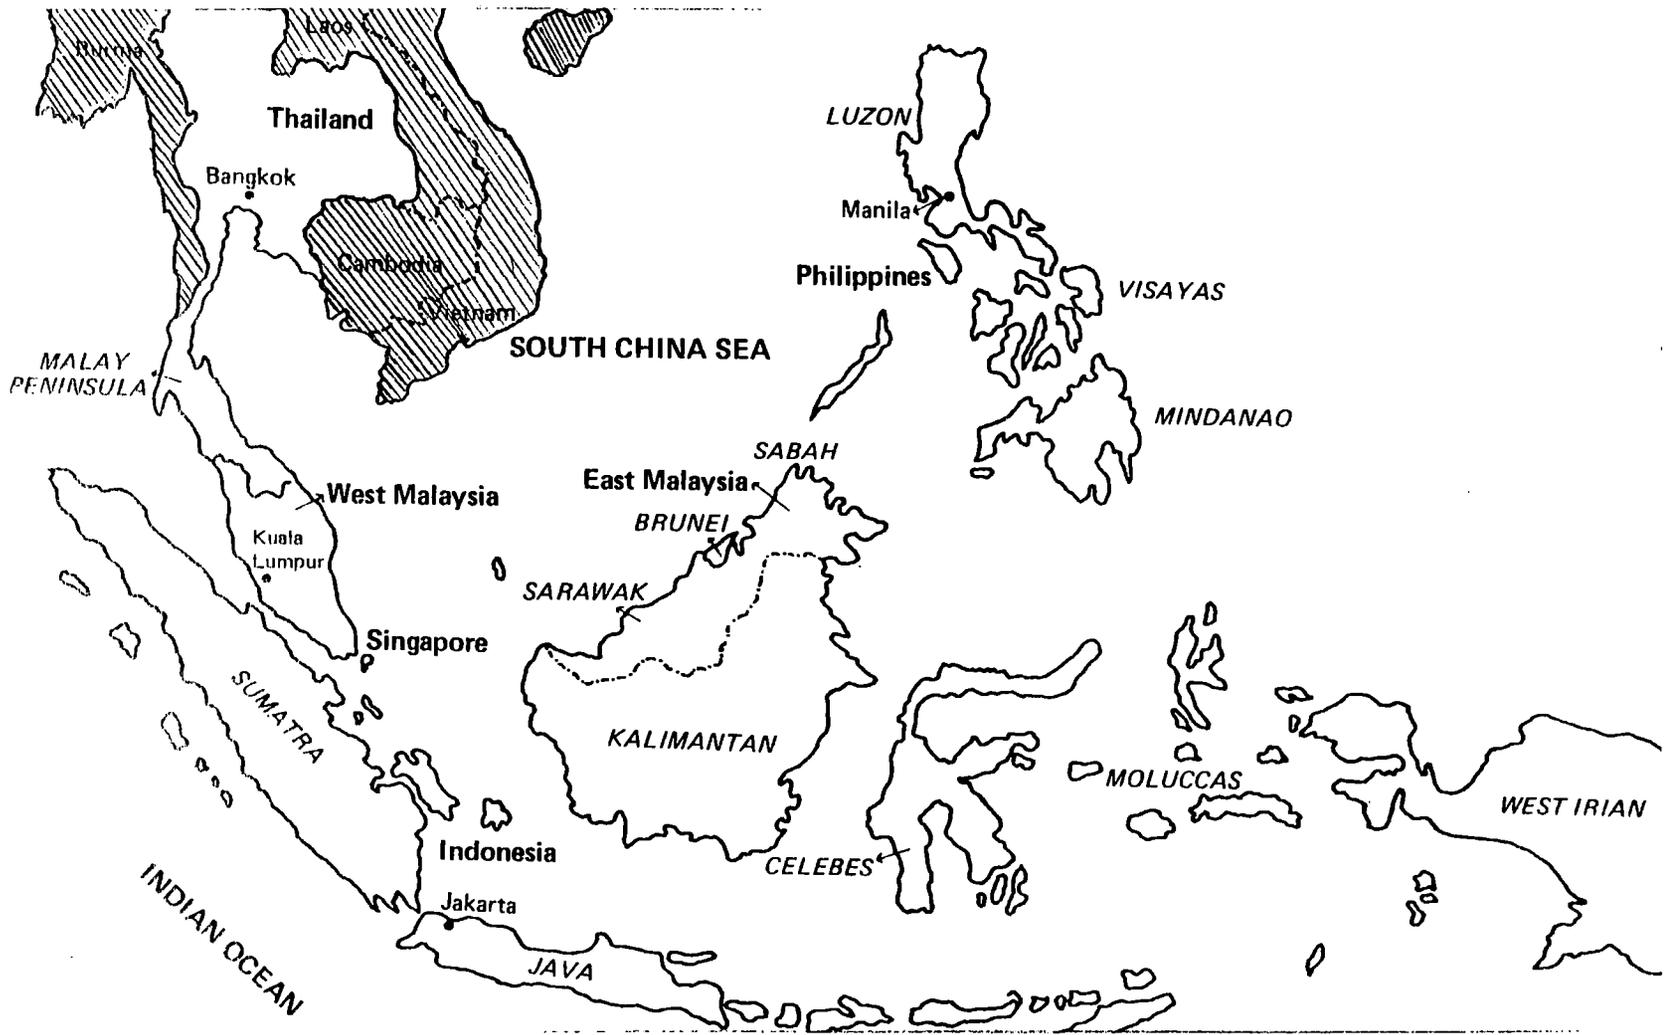 Laos
Burma
Thailand
Bangkok
Cambodia
Vietnam
LUZON
Manila
Philippines
VISAYAS
SOUTH CHINA SEA
MALAY
PENINSULA
MINDANAO
SABAH
East Malaysia
West Malaysia
BRUNEI
Kuala
Lumpur
SARAWAK
Singapore
SUMATRA
KALIMANTAN
MOLUCCAS
WEST IRIAN
Indonesia
CELEBES
INDIAN OCEAN
Jakarta
JAVA